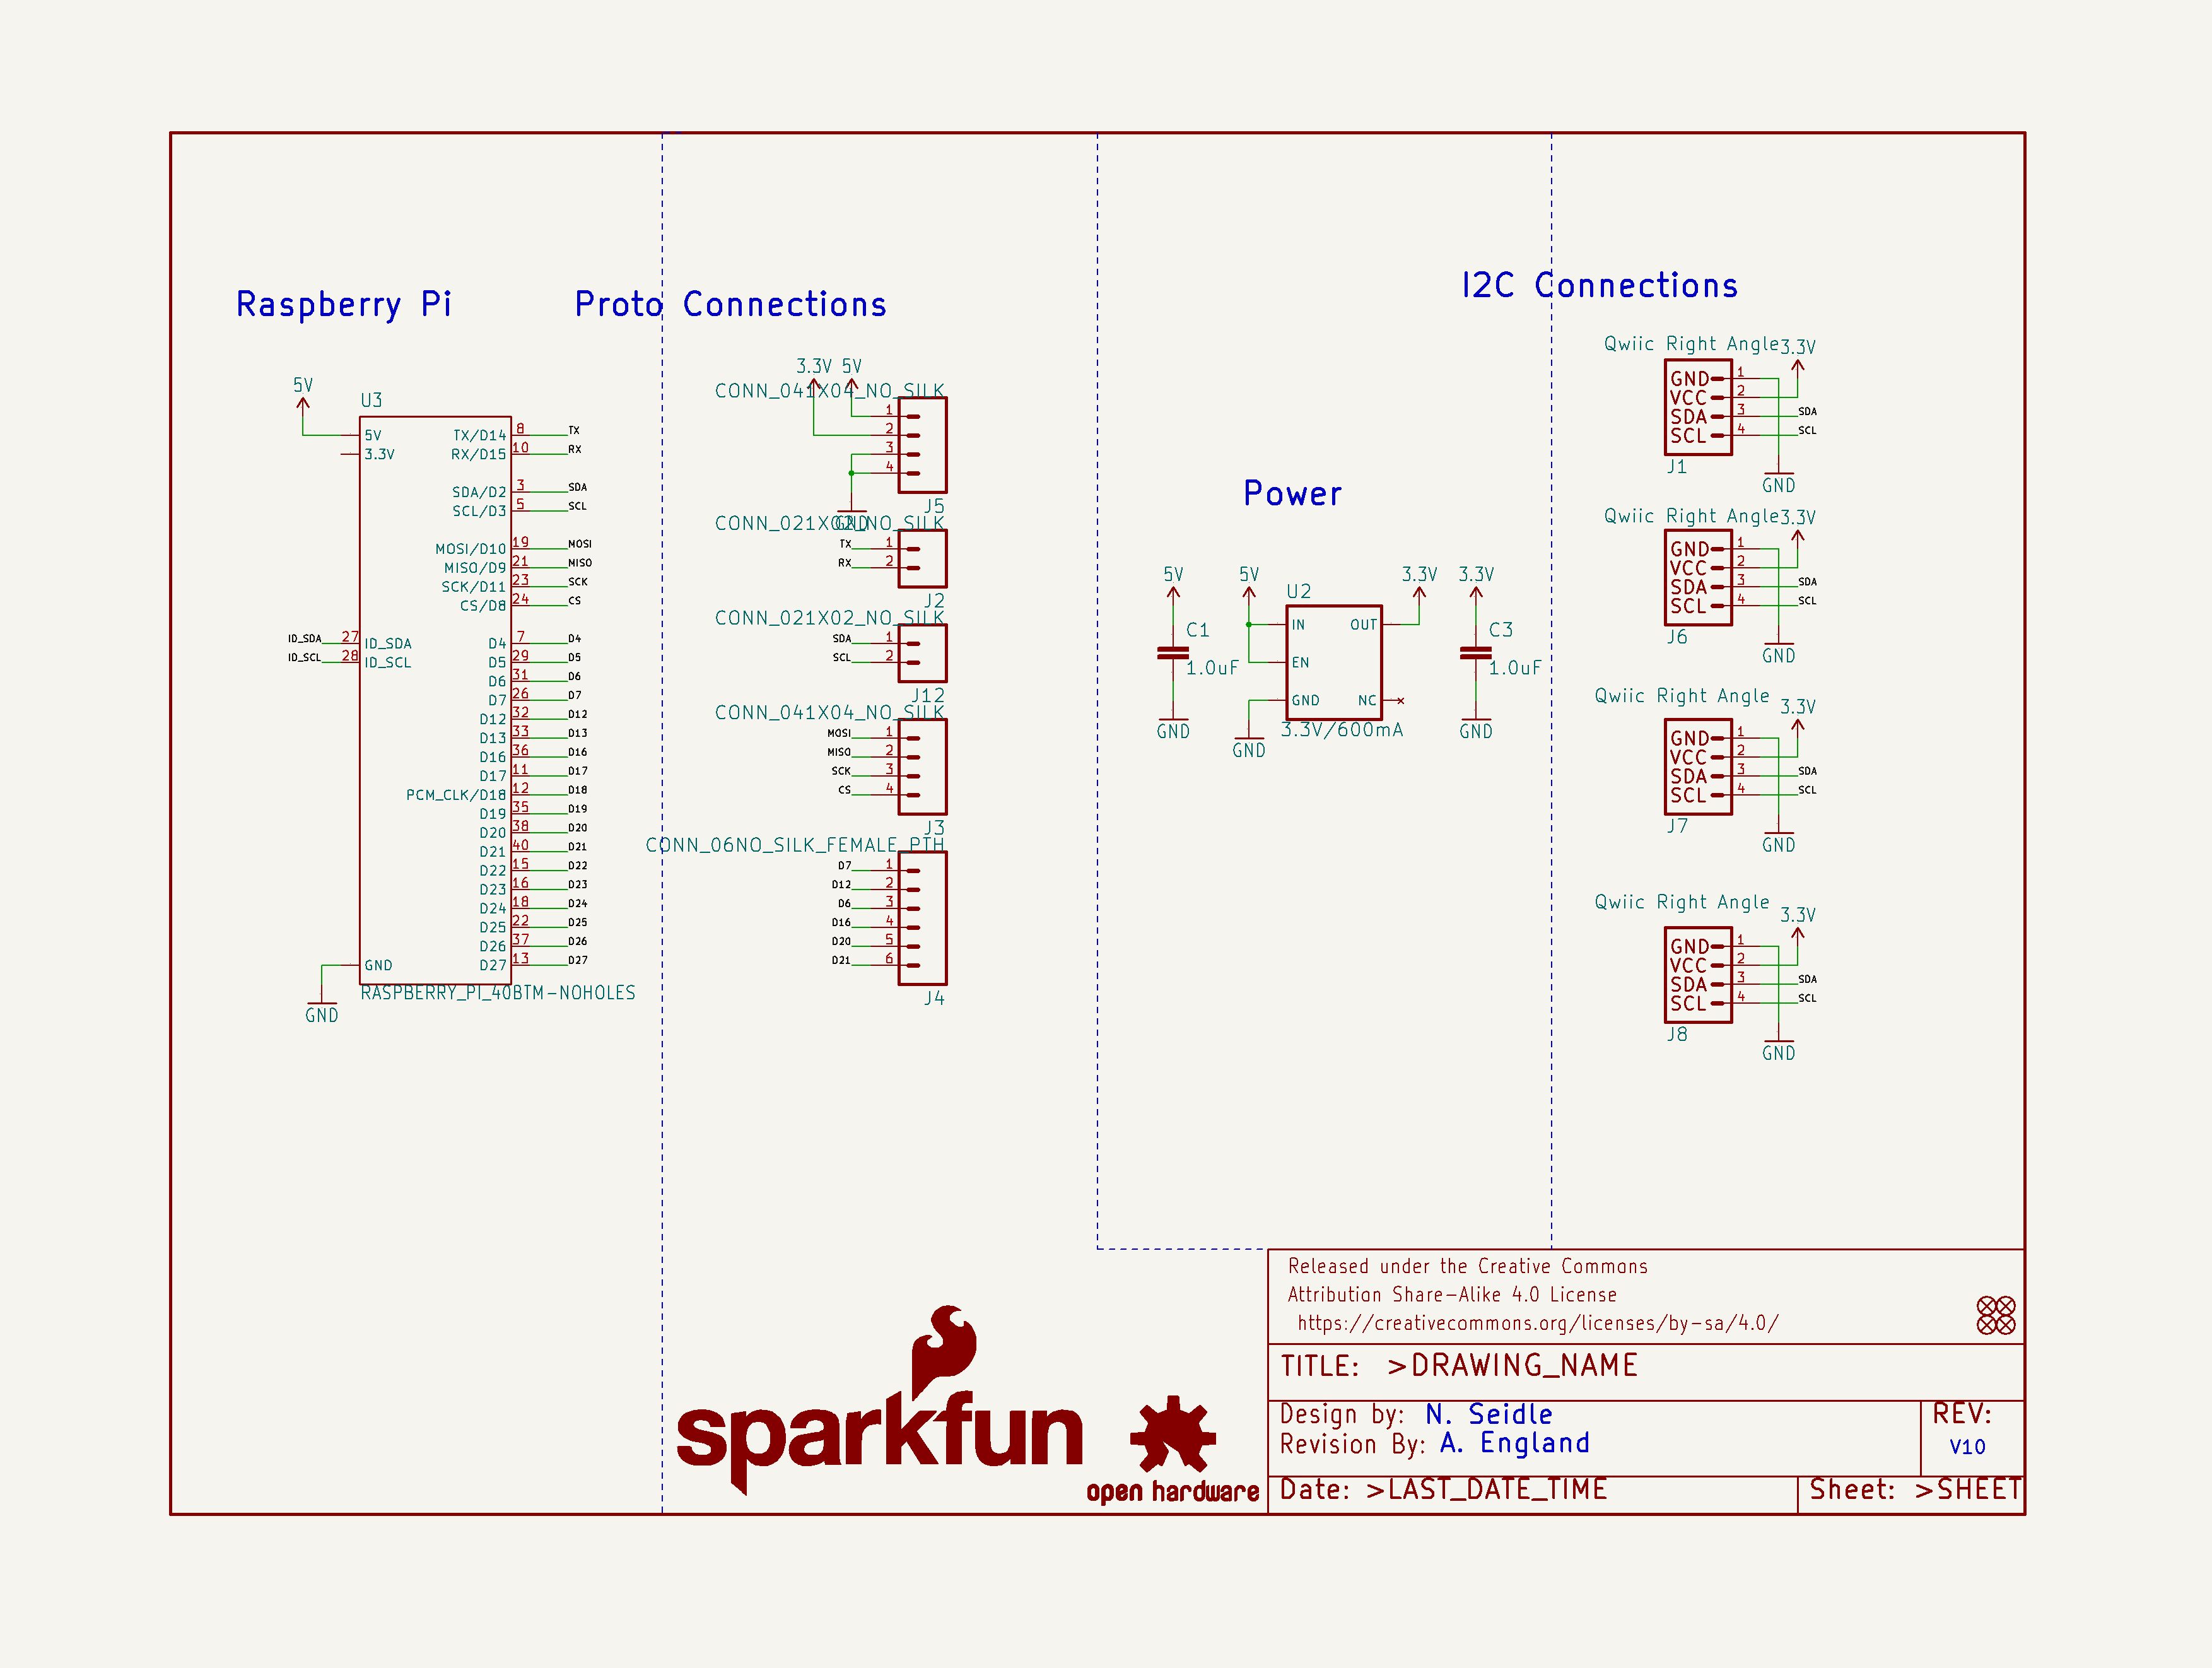 Raspberry Pi
5V
U3
5V
3.3V
TX/D14 8 TX
RX/D15 10 RX
SDA/D2 3 SDA
SCL/D3 5 SCL
MOSI/D10 19 MOSI
MISO/D9 21 MISO
SCK/D11 23 SCK
CS/D8 24 CS
ID_SDA 27 ID_SDA
ID_SCL 28 ID_SCL
D4 7 D4
D5 29 D5
D6 31 D6
D7 26 D7
D12 32 D12
D13 33 D13
D16 36 D16
D17 11 D17
PCM_CLK/D18 12 D18
D19 35 D19
D20 38 D20
D21 40 D21
D22 15 D22
D23 16 D23
D24 18 D24
D25 22 D25
D26 37 D26
D27 13 D27
GND
RASPBERRY_PI_40BTM-NOHOLES
GND
Proto Connections
3.3V 5V
CONN_041X04_NO_SILK
1
2
3
4
J5
GND
CONN_021X02_NO_SILK
TX 1
RX 2
J2
CONN_021X02_NO_SILK
SDA 1
SCL 2
J12
CONN_041X04_NO_SILK
MOSI 1
MISO 2
SCK 3
CS 4
J3
CONN_06NO_SILK_FEMALE_PTH
D7 1
D12 2
D6 3
D16 4
D20 5
D21 6
J4
Power
5V
C1
1.0uF
GND
5V
U2
IN OUT
EN
GND NC
3.3V/600mA
GND
3.3V
3.3V
C3
1.0uF
GND
I2C Connections
Qwiic Right Angle
3.3V
GND 1
VCC 2
SDA 3 SDA
SCL 4 SCL
J1
GND
Qwiic Right Angle
3.3V
GND 1
VCC 2
SDA 3 SDA
SCL 4 SCL
J6
GND
Qwiic Right Angle
3.3V
GND 1
VCC 2
SDA 3 SDA
SCL 4 SCL
J7
GND
Qwiic Right Angle
3.3V
GND 1
VCC 2
SDA 3 SDA
SCL 4 SCL
J8
GND
sparkfun
open hardware
Released under the Creative Commons
Attribution Share-Alike 4.0 License
https://creativecommons.org/licenses/by-sa/4.0/
TITLE: >DRAWING_NAME
Design by: N. Seidle
Revision By: A. England
REV:
V10
Date: >LAST_DATE_TIME
Sheet: >SHEET